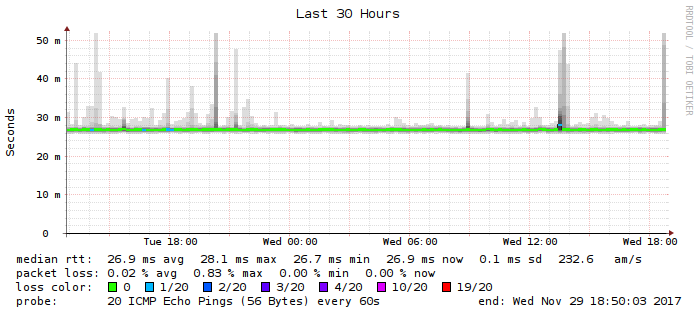 Last 30 Hours
RRDTOOL / TOBI OETIKER
Seconds
50 m
40 m
30 m
20 m
10 m
0
Tue 18:00 Wed 00:00 Wed 06:00 Wed 12:00 Wed 18:00
median rtt: 26.9 ms avg 28.1 ms max 26.7 ms min 26.9 ms now 0.1 ms sd 232.6 am/s
packet loss: 0.02 % avg 0.83 % max 0.00 % min 0.00 % now
loss color: 0 1/20 2/20 3/20 4/20 10/20 19/20
probe: 20 ICMP Echo Pings (56 Bytes) every 60s end: Wed Nov 29 18:50:03 2017